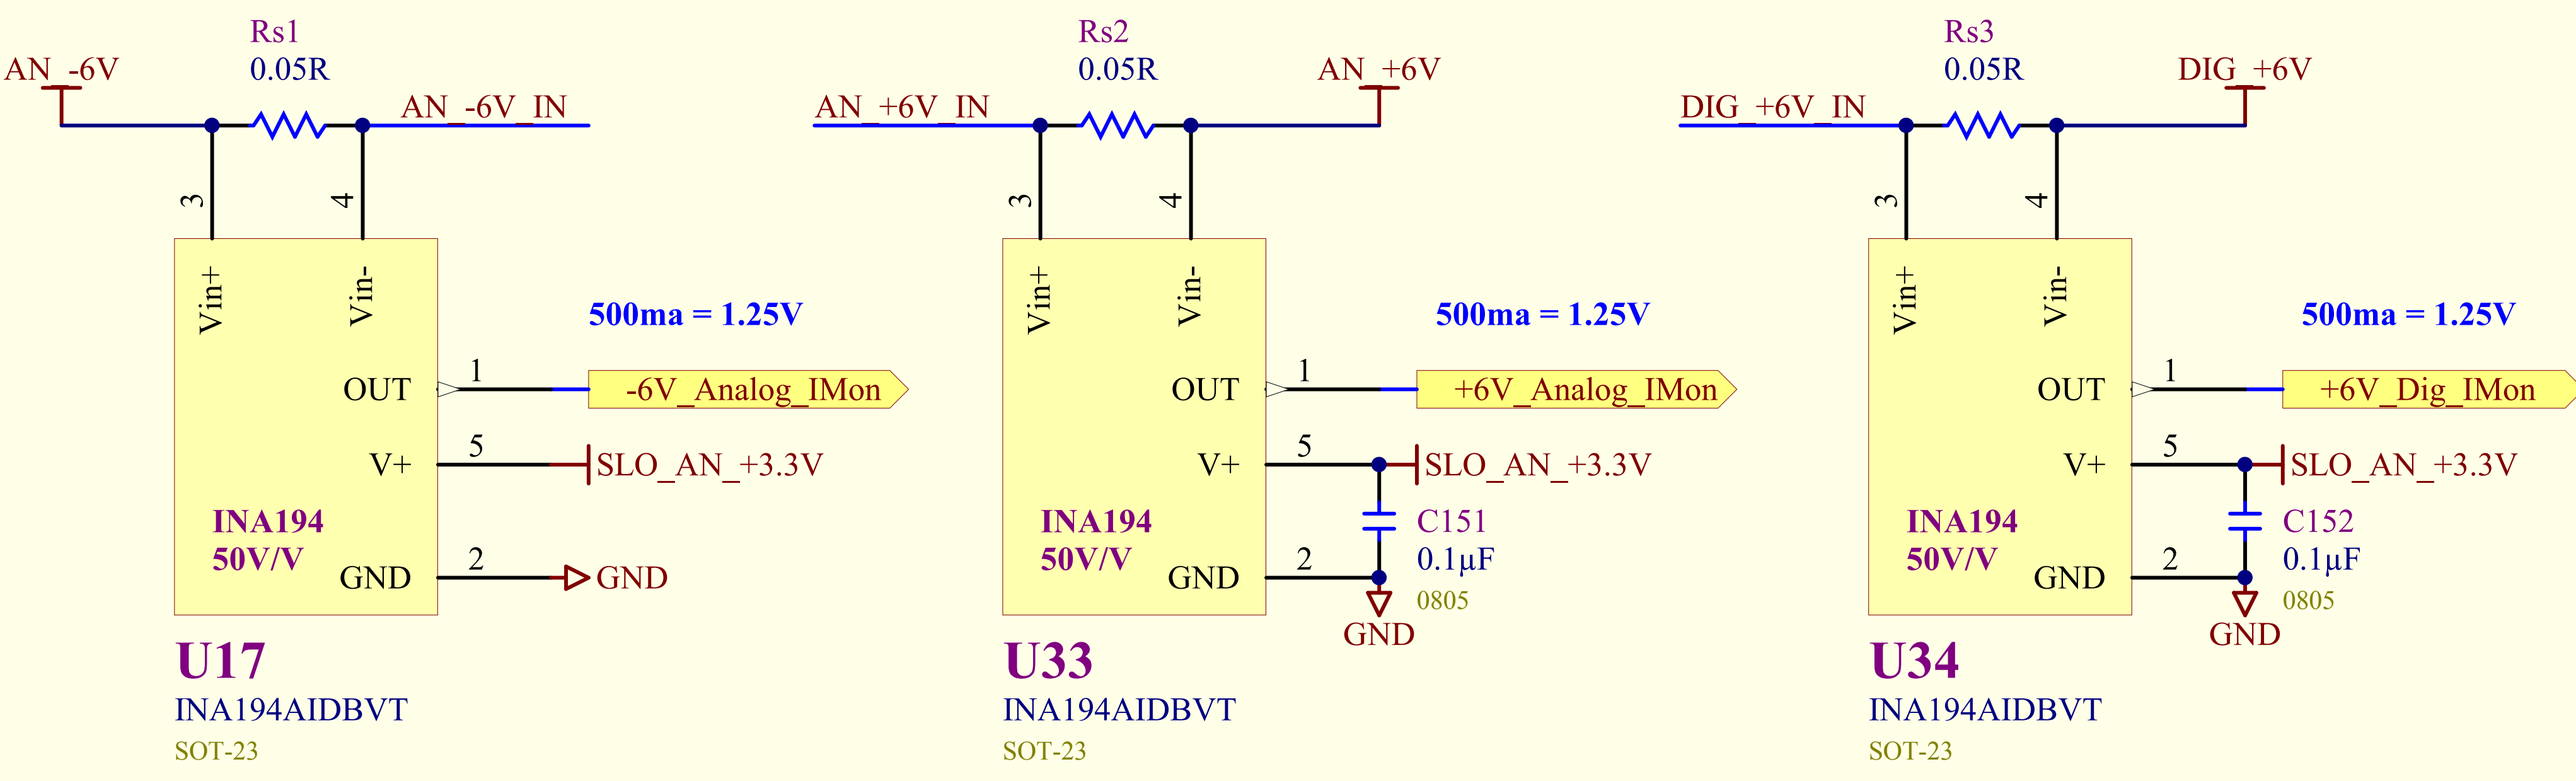 Rs1
0.05R
AN_-6V
AN_-6V_IN
3
4
Vin+
Vin-
500ma = 1.25V
OUT
1
-6V_Analog_IMon
V+
5
SLO_AN_+3.3V
INA194
50V/V
GND
2
GND
U17
INA194AIDBVT
SOT-23
Rs2
0.05R
AN_+6V
AN_+6V_IN
3
4
Vin+
Vin-
500ma = 1.25V
OUT
1
+6V_Analog_IMon
V+
5
SLO_AN_+3.3V
INA194
50V/V
C151
0.1µF
0805
GND
2
GND
U33
INA194AIDBVT
SOT-23
Rs3
0.05R
DIG_+6V
DIG_+6V_IN
3
4
Vin+
Vin-
500ma = 1.25V
OUT
1
+6V_Dig_IMon
V+
5
SLO_AN_+3.3V
INA194
50V/V
C152
0.1µF
0805
GND
2
GND
U34
INA194AIDBVT
SOT-23